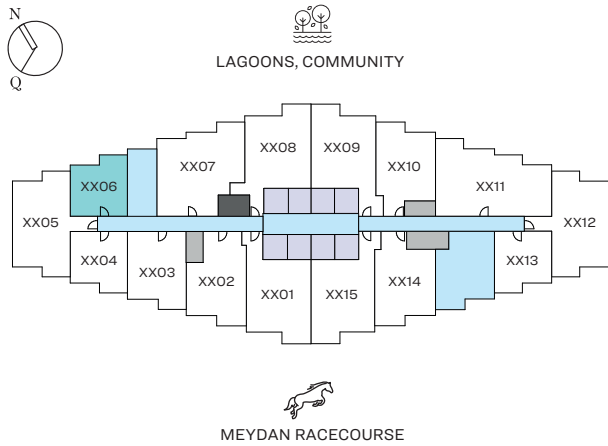 N
Q
LAGOONS, COMMUNITY
XX08 XX09
XX07 XX10
XX06 XX11
XX05 XX12
XX04 XX03 XX02 XX14 XX13
XX01 XX15
MEYDAN RACECOURSE